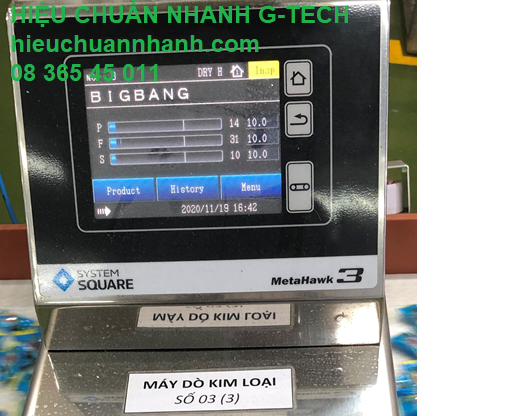 HIỆU CHUẨN NHANH G-TECH
hieuchuannhanh.com
08 365 45 011
DRY H
Insp
BIGBANG
P 14 10.0
F 31 10.0
S 10 10.0
Product History Menu
2020/11/19 16:42
SYSTEM
SQUARE
MetaHawk 3
MÁY DÒ KIM LOẠI
MÁY DÒ KIM LOẠI
SỐ 03 (3)